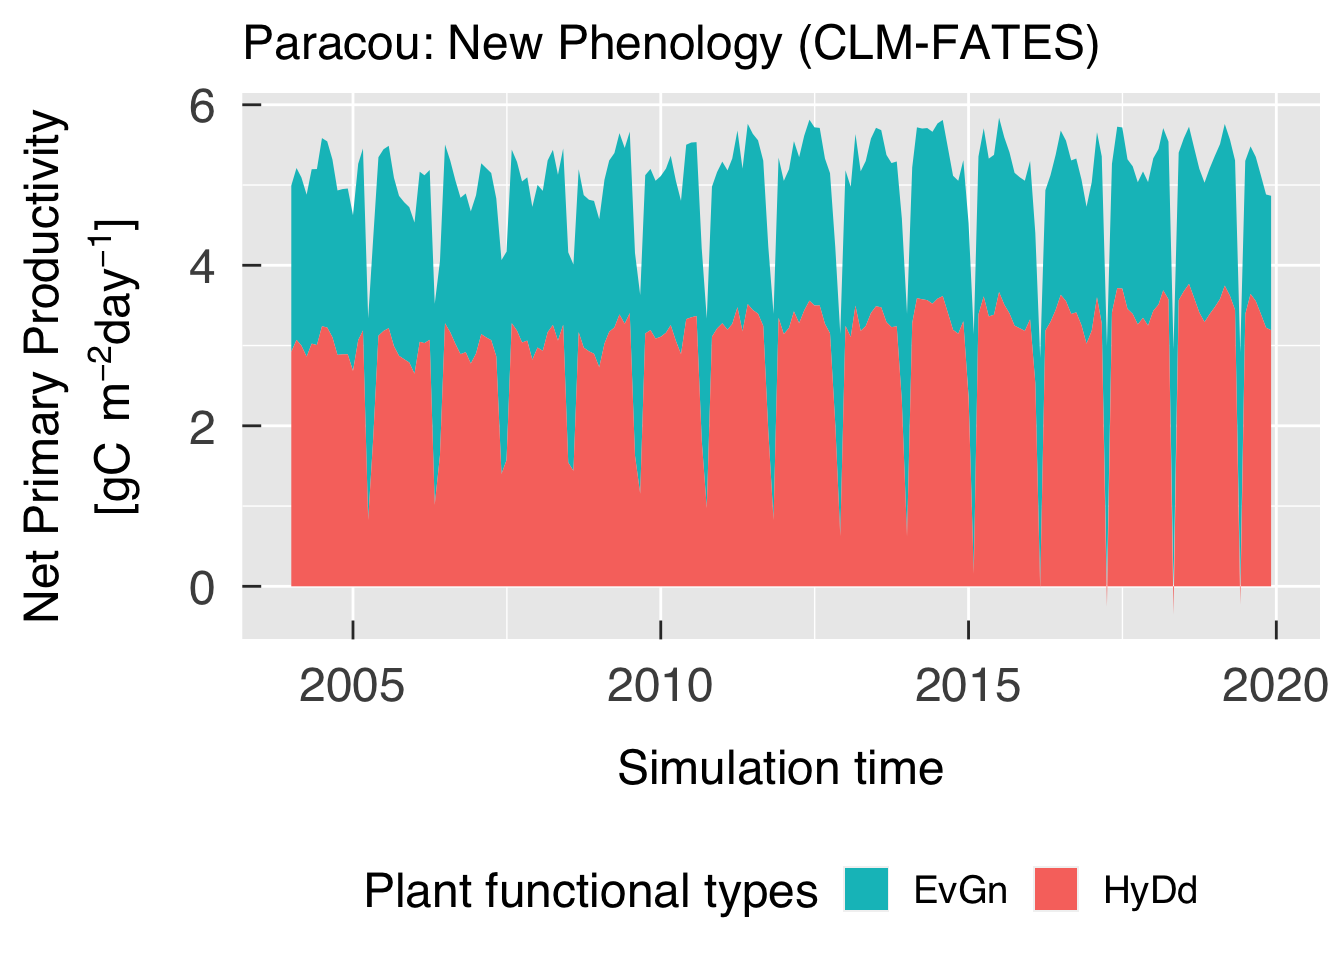 Paracou: New Phenology (CLM-FATES)
Net Primary Productivity
[gC m⁻²day⁻¹]
6
4
2
0
2005 2010 2015 2020
Simulation time
Plant functional types EvGn HyDd